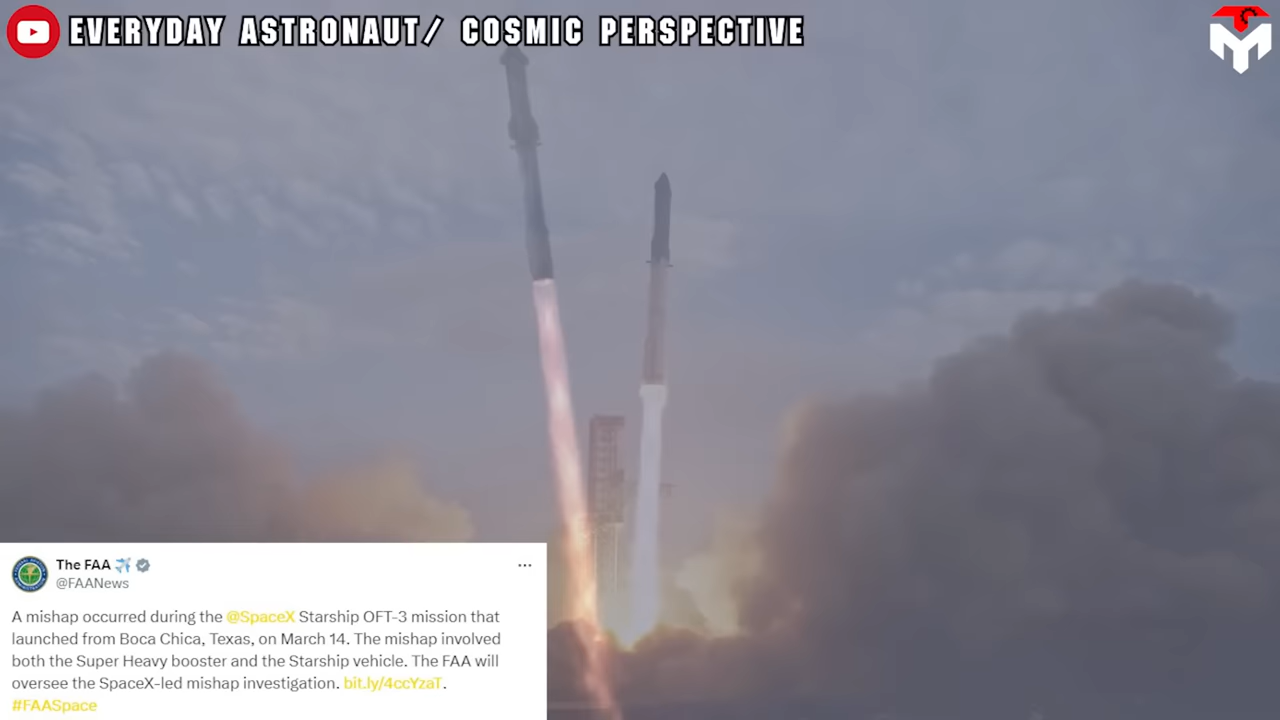 EVERYDAY ASTRONAUT/ COSMIC PERSPECTIVE
The FAA
@FAANews
A mishap occurred during the @SpaceX Starship OFT-3 mission that
launched from Boca Chica, Texas, on March 14. The mishap involved
both the Super Heavy booster and the Starship vehicle. The FAA will
oversee the SpaceX-led mishap investigation. bit.ly/4ccYzaT.
#FAASpace